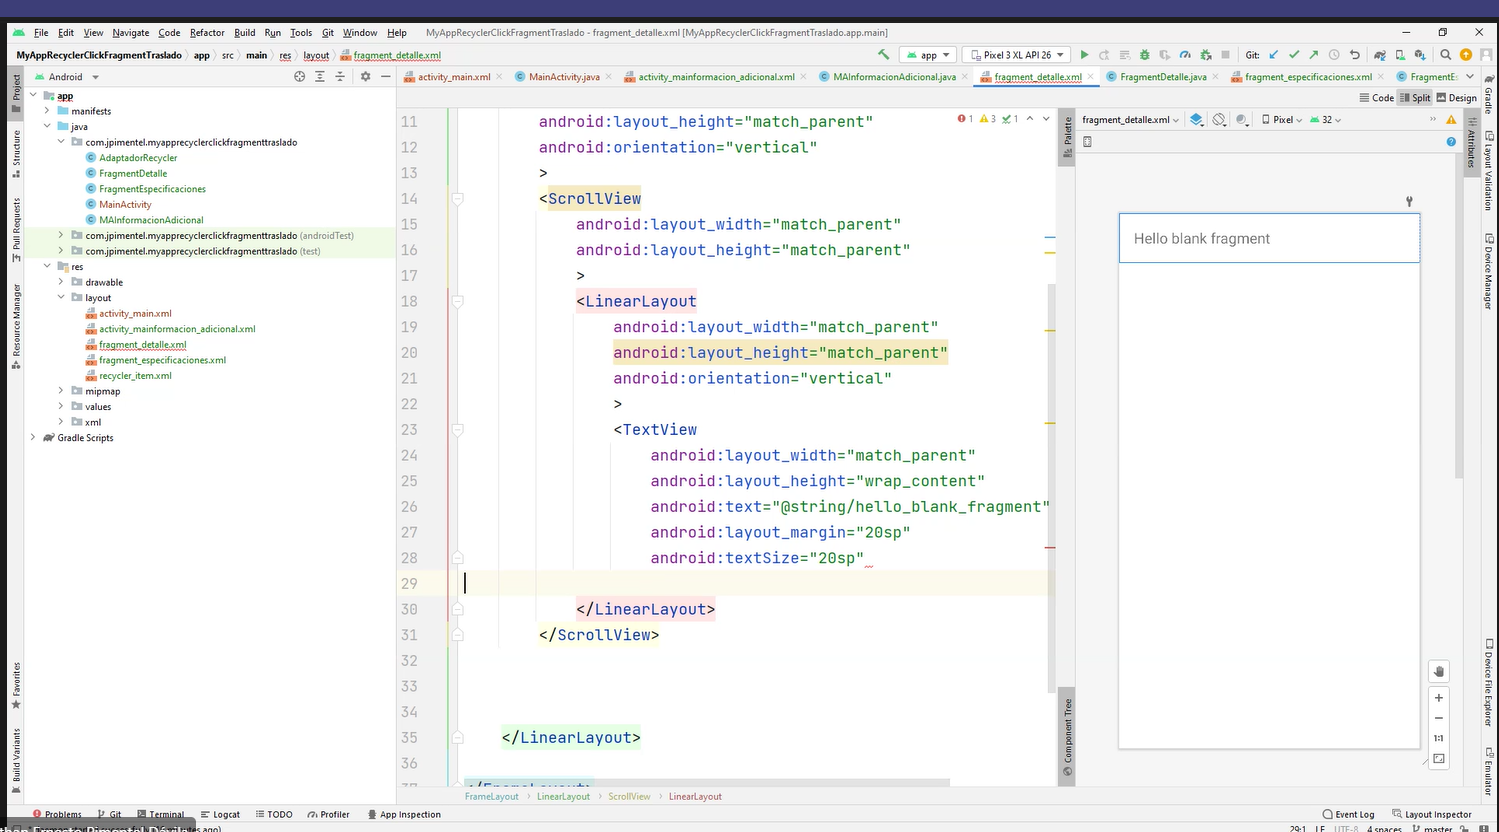 File Edit View Navigate Code Refactor Build Run Tools Git Window Help MyAppRecyclerClickFragmentTraslado - fragment_detalle.xml [MyAppRecyclerClickFragmentTraslado.app.main]
MyAppRecyclerClickFragmentTraslado app src main res layout fragment_detalle.xml app Pixel 3 XL API 26 Git:
Android activity_main.xml MainActivity.java activity_mainformacion_adicional.xml MAInformacionAdicional.java fragment_detalle.xml FragmentDetalle.java fragment_especificaciones.xml FragmentE
Code Split Design
Project
Structure
Pull Requests
Resource Manager
Favorites
Build Variants
app
manifests
java
com.jpimentel.myapprecyclerclickfragmenttraslado
AdaptadorRecycler
FragmentDetalle
FragmentEspecificaciones
MainActivity
MAInformacionAdicional
com.jpimentel.myapprecyclerclickfragmenttraslado (androidTest)
com.jpimentel.myapprecyclerclickfragmenttraslado (test)
res
drawable
layout
activity_main.xml
activity_mainformacion_adicional.xml
fragment_detalle.xml
fragment_especificaciones.xml
recycler_item.xml
mipmap
values
xml
Gradle Scripts
11 android:layout_height="match_parent"
12 android:orientation="vertical"
13 >
14 <ScrollView
15 android:layout_width="match_parent"
16 android:layout_height="match_parent"
17 >
18 <LinearLayout
19 android:layout_width="match_parent"
20 android:layout_height="match_parent"
21 android:orientation="vertical"
22 >
23 <TextView
24 android:layout_width="match_parent"
25 android:layout_height="wrap_content"
26 android:text="@string/hello_blank_fragment"
27 android:layout_margin="20sp"
28 android:textSize="20sp"
29
30 </LinearLayout>
31 </ScrollView>
32
33
34
35 </LinearLayout>
36
1 3 1
FrameLayout LinearLayout ScrollView LinearLayout
Palette
Component Tree
fragment_detalle.xml Pixel 32
Hello blank fragment
1:1
Attributes
Gradle
Layout Validation
Device Manager
Device File Explorer
Emulator
Problems Git Terminal Logcat TODO Profiler App Inspection Event Log Layout Inspector
29:1 LF UTF-8 4 spaces master